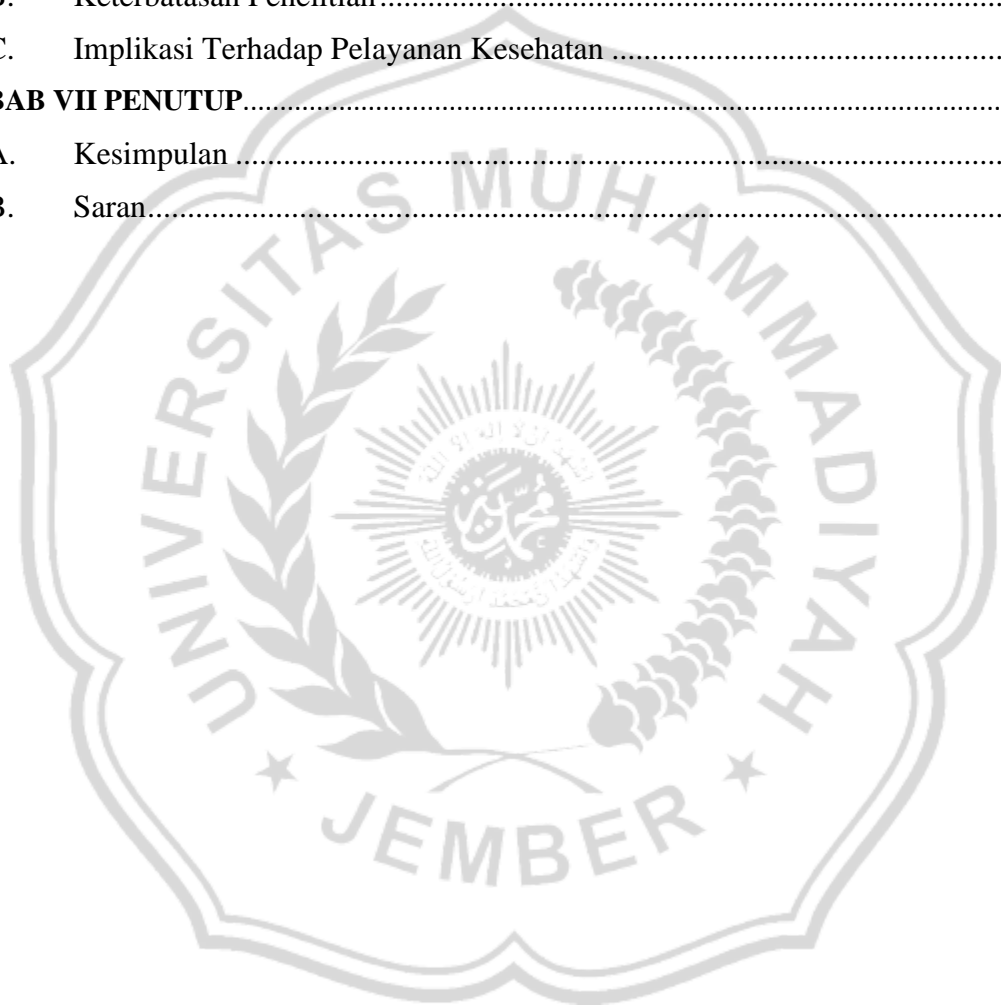 B. Keterbatasan Penelitian
C. Implikasi Terhadap Pelayanan Kesehatan
BAB VII PENUTUP
A. Kesimpulan
B. Saran
UNIVERSITAS MUHAMMADIYAH
JEMBER